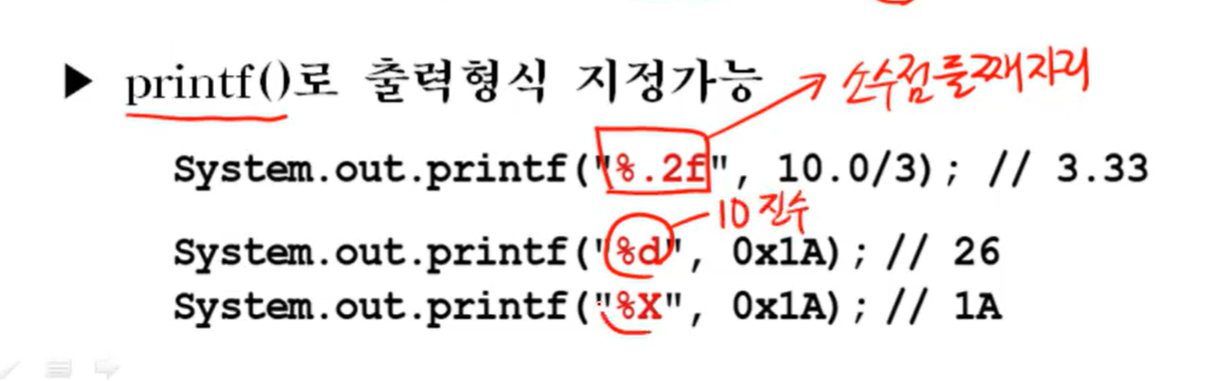 ▶ printf()로 출력형식 지정가능
소수점 둘째자리
System.out.printf("%.2f", 10.0/3); // 3.33
10진수
System.out.printf("%d", 0x1A); // 26
System.out.printf("%X", 0x1A); // 1A